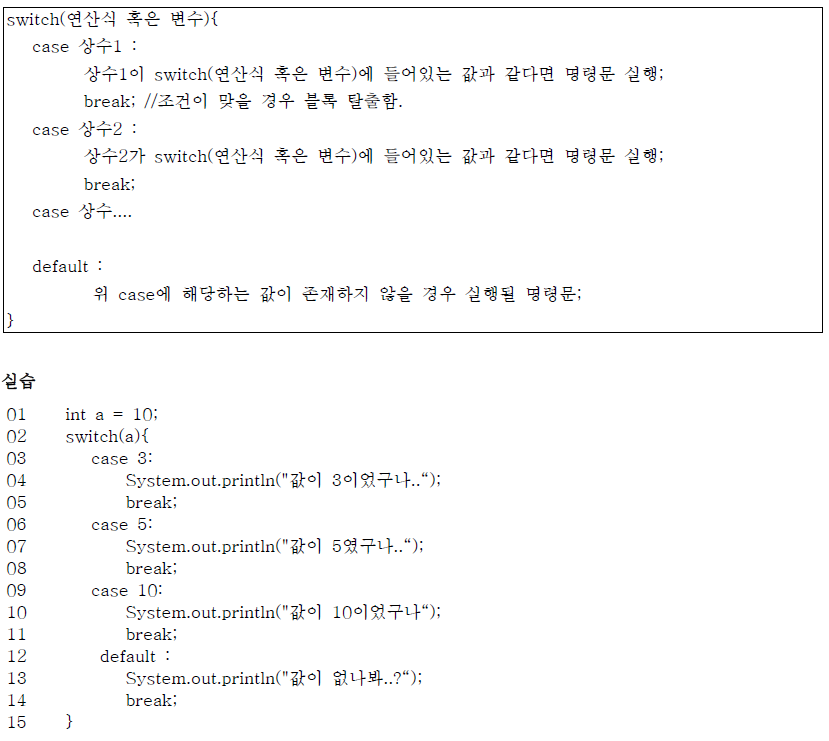 switch(연산식 혹은 변수){
case 상수1 :
상수1이 switch(연산식 혹은 변수)에 들어있는 값과 같다면 명령문 실행;
break; //조건이 맞을 경우 블록 탈출함.
case 상수2 :
상수2가 switch(연산식 혹은 변수)에 들어있는 값과 같다면 명령문 실행;
break;
case 상수....
default :
위 case에 해당하는 값이 존재하지 않을 경우 실행될 명령문;
}
실습
01 int a = 10;
02 switch(a){
03 case 3:
04 System.out.println("값이 3이었구나..“);
05 break;
06 case 5:
07 System.out.println("값이 5였구나..“);
08 break;
09 case 10:
10 System.out.println("값이 10이었구나“);
11 break;
12 default :
13 System.out.println("값이 없나봐..?“);
14 break;
15 }